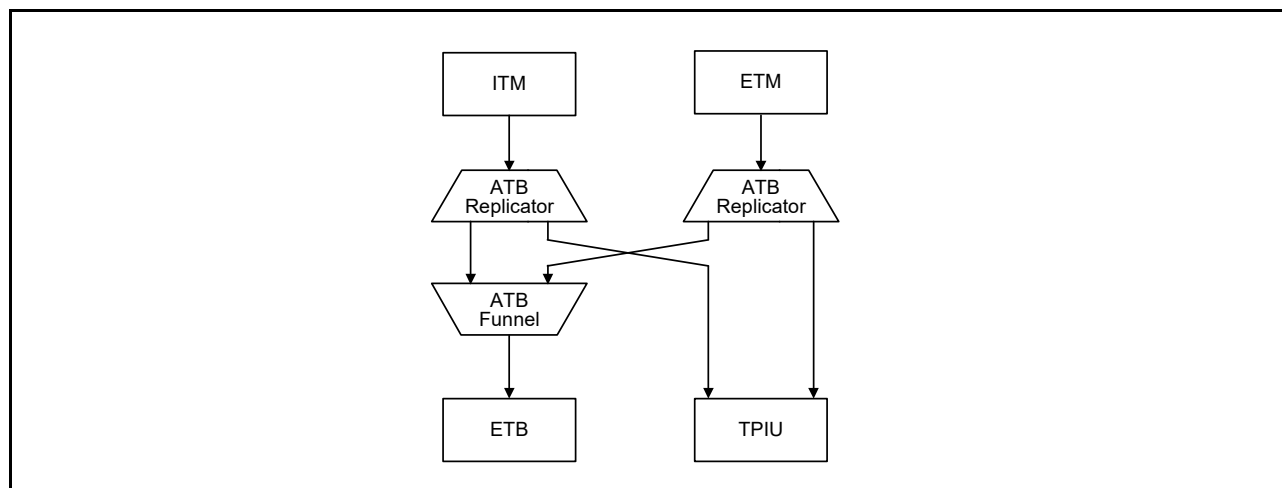 ITM
ETM
ATB
Replicator
ATB
Replicator
ATB
Funnel
ETB
TPIU